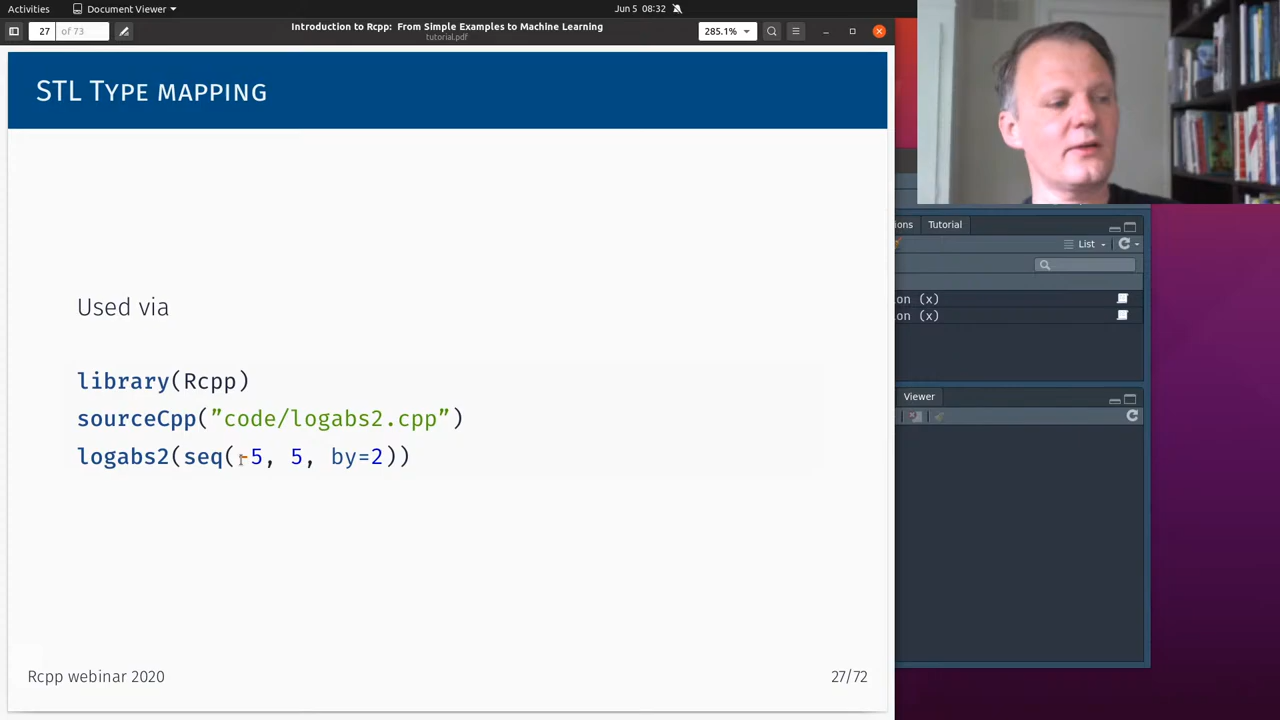 Activities
Document Viewer
Jun 5 08:32
27
of 73
Introduction to Rcpp: From Simple Examples to Machine Learning
tutorial.pdf
285.1%
STL Type mapping
Used via
library(Rcpp)
sourceCpp("code/logabs2.cpp")
logabs2(seq(-5, 5, by=2))
Rcpp webinar 2020
27/72
Tutorial
List
on (x)
on (x)
Viewer